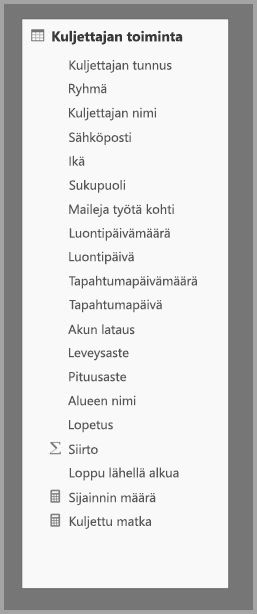 Kuljettajan toiminta
Kuljettajan tunnus
Ryhmä
Kuljettajan nimi
Sähköposti
Ikä
Sukupuoli
Maileja työtä kohti
Luontipäivämäärä
Luontipäivä
Tapahtumapäivämäärä
Tapahtumapäivä
Akun lataus
Leveysaste
Pituusaste
Alueen nimi
Lopetus
Siirto
Loppu lähellä alkua
Sijainnin määrä
Kuljettu matka